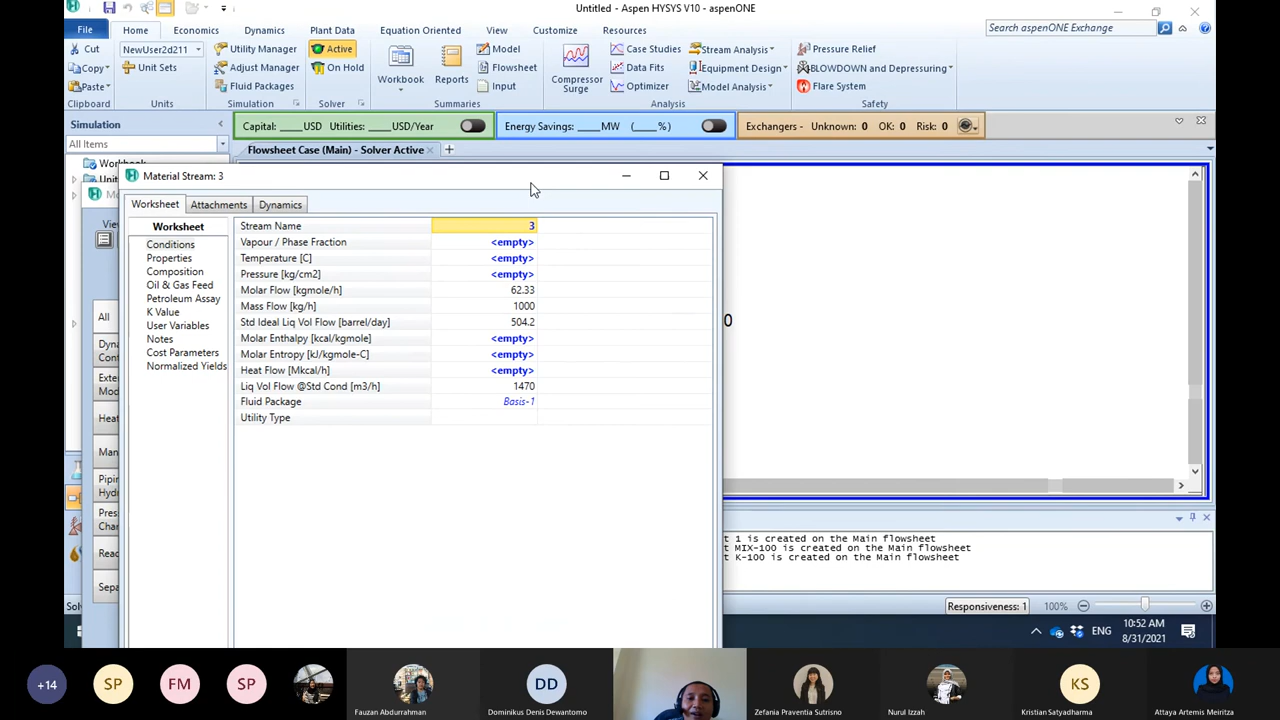 Untitled - Aspen HYSYS V10 - aspenONE
File Home Economics Dynamics Plant Data Equation Oriented View Customize Resources Search aspenONE Exchange
Cut NewUser2d211 Utility Manager Active Model Case Studies Stream Analysis Pressure Relief
Copy Unit Sets Adjust Manager On Hold Workbook Reports Flowsheet Compressor Surge Data Fits Equipment Design BLOWDOWN and Depressuring
Paste Fluid Packages Input Optimizer Model Analysis Flare System
Clipboard Units Simulation Solver Summaries Analysis Safety
Simulation Capital: ____USD Utilities: ____USD/Year Energy Savings: ____MW (____%) Exchangers - Unknown: 0 OK: 0 Risk: 0
All Items Flowsheet Case (Main) - Solver Active
Material Stream: 3
Worksheet Attachments Dynamics
Worksheet
Conditions
Properties
Composition
Oil & Gas Feed
Petroleum Assay
K Value
User Variables
Notes
Cost Parameters
Normalized Yields
Stream Name 3
Vapour / Phase Fraction <empty>
Temperature [C] <empty>
Pressure [kg/cm2] <empty>
Molar Flow [kgmole/h] 62.33
Mass Flow [kg/h] 1000
Std Ideal Liq Vol Flow [barrel/day] 504.2
Molar Enthalpy [kcal/kgmole] <empty>
Molar Entropy [kJ/kgmole-C] <empty>
Heat Flow [Mkcal/h] <empty>
Liq Vol Flow @Std Cond [m3/h] 1470
Fluid Package Basis-1
Utility Type
All
t 1 is created on the Main flowsheet
t MIX-100 is created on the Main flowsheet
t K-100 is created on the Main flowsheet
Responsiveness: 1 100%
ENG 10:52 AM
8/31/2021
+14 SP FM SP Fauzan Abdurrahman DD Dominikus Denis Dewantomo Zefania Praventia Sutrisno Nurul Izzah KS Kristian Satyadharma Attaya Artemis Meiritza